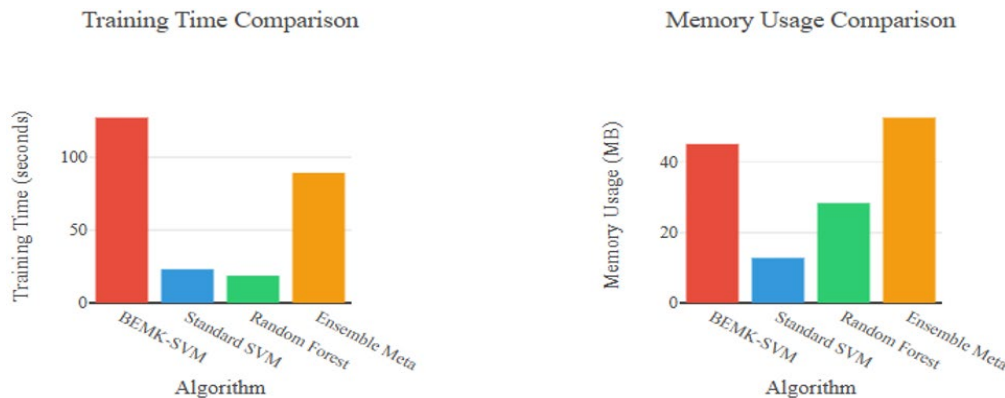 Training Time Comparison
Training Time (seconds)
100
50
0
BEMK-SVM
Standard SVM
Random Forest
Ensemble Meta
Algorithm
Memory Usage Comparison
Memory Usage (MB)
40
20
0
BEMK-SVM
Standard SVM
Random Forest
Ensemble Meta
Algorithm